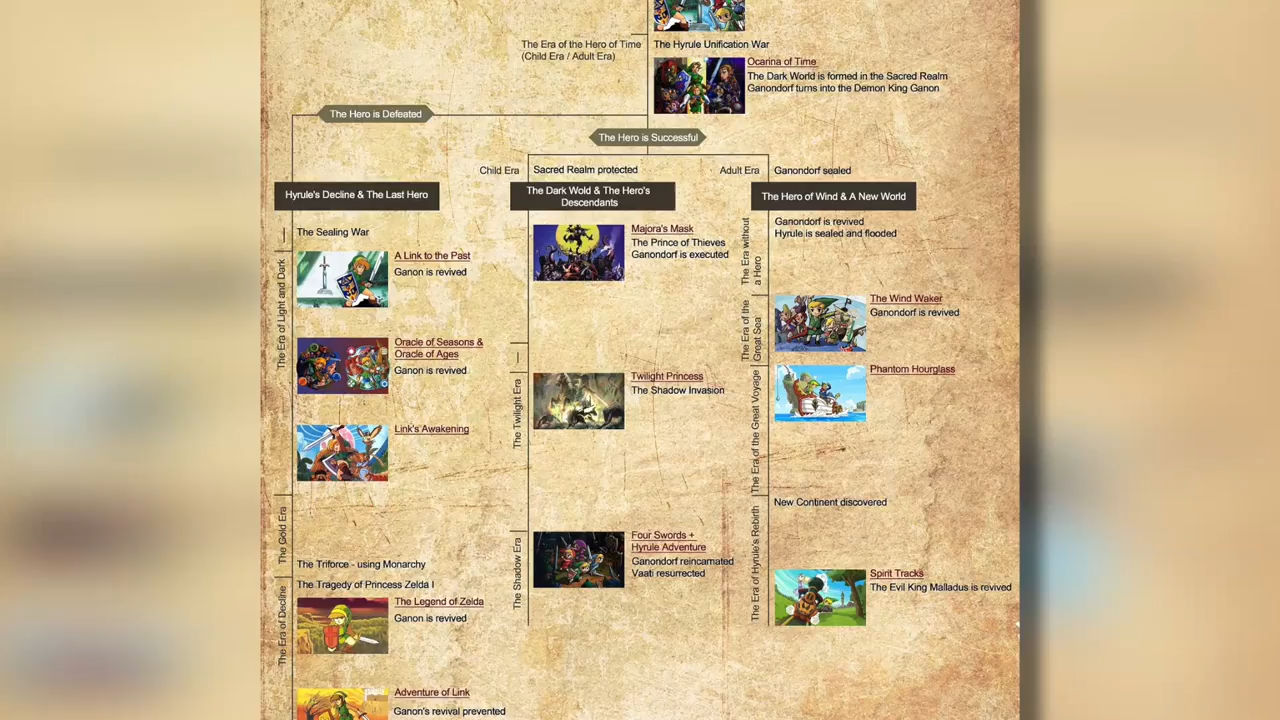 The Era of the Hero of Time
(Child Era / Adult Era)
The Hyrule Unification War
Ocarina of Time
The Dark World is formed in the Sacred Realm
Ganondorf turns into the Demon King Ganon
The Hero is Defeated
The Hero is Successful
Child Era
Sacred Realm protected
Adult Era
Ganondorf sealed
Hyrule's Decline & The Last Hero
The Sealing War
The Era of Light and Dark
A Link to the Past
Ganon is revived
Oracle of Seasons &
Oracle of Ages
Ganon is revived
Link's Awakening
The Gold Era
The Triforce - using Monarchy
The Tragedy of Princess Zelda I
The Era of Decline
The Legend of Zelda
Ganon is revived
Adventure of Link
Ganon's revival prevented
The Dark Wold & The Hero's
Descendants
Majora's Mask
The Prince of Thieves
Ganondorf is executed
The Twilight Era
Twilight Princess
The Shadow Invasion
The Shadow Era
Four Swords +
Hyrule Adventure
Ganondorf reincarnated
Vaati resurrected
The Hero of Wind & A New World
Ganondorf is revived
Hyrule is sealed and flooded
The Era without
a Hero
The Era of the
Great Sea
The Wind Waker
Ganondorf is revived
The Era of the Great Voyage
Phantom Hourglass
New Continent discovered
The Era of Hyrule's Rebirth
Spirit Tracks
The Evil King Malladus is revived